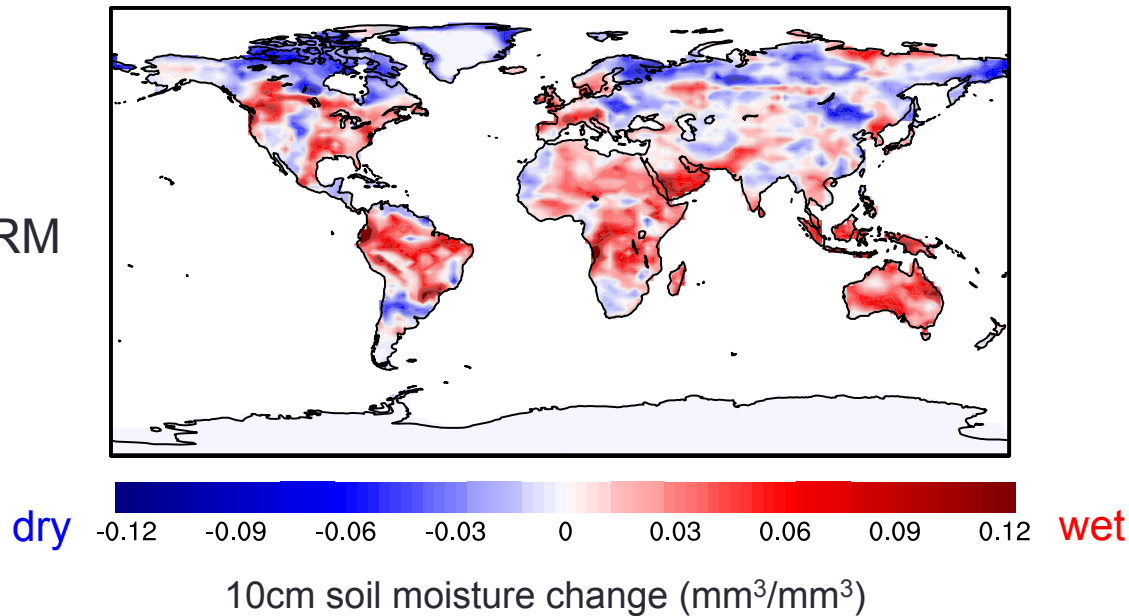 RM
dry -0.12 -0.09 -0.06 -0.03 0 0.03 0.06 0.09 0.12 wet
10cm soil moisture change (mm³/mm³)